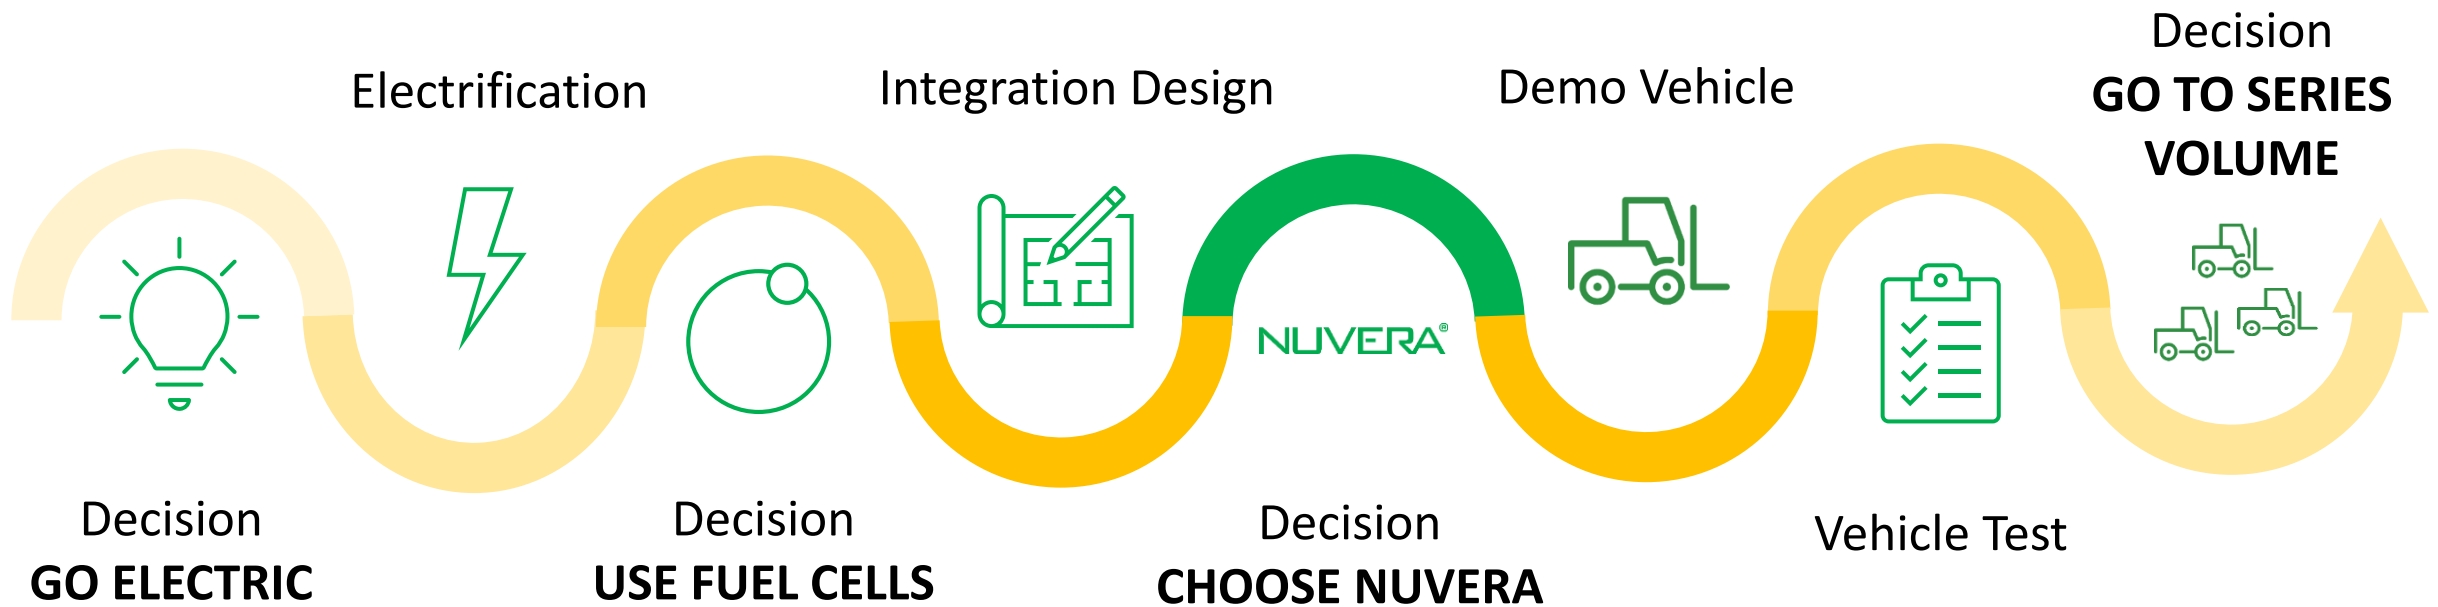 Decision
GO ELECTRIC
Electrification
Decision
USE FUEL CELLS
Integration Design
NUVERA®
Decision
CHOOSE NUVERA
Demo Vehicle
Vehicle Test
Decision
GO TO SERIES
VOLUME